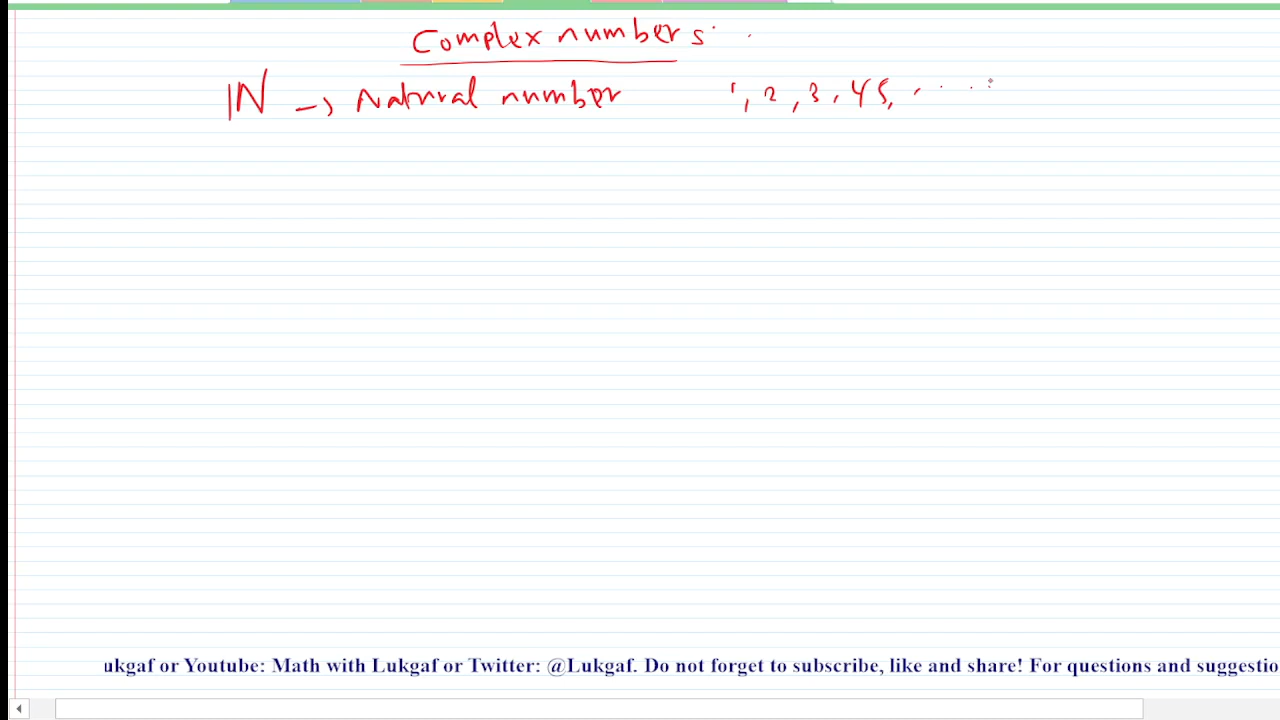 Complex numbers
IN → Natural number 1, 2, 3, 4 5, , . . . .
ukgaf or Youtube: Math with Lukgaf or Twitter: @Lukgaf. Do not forget to subscribe, like and share! For questions and suggestio